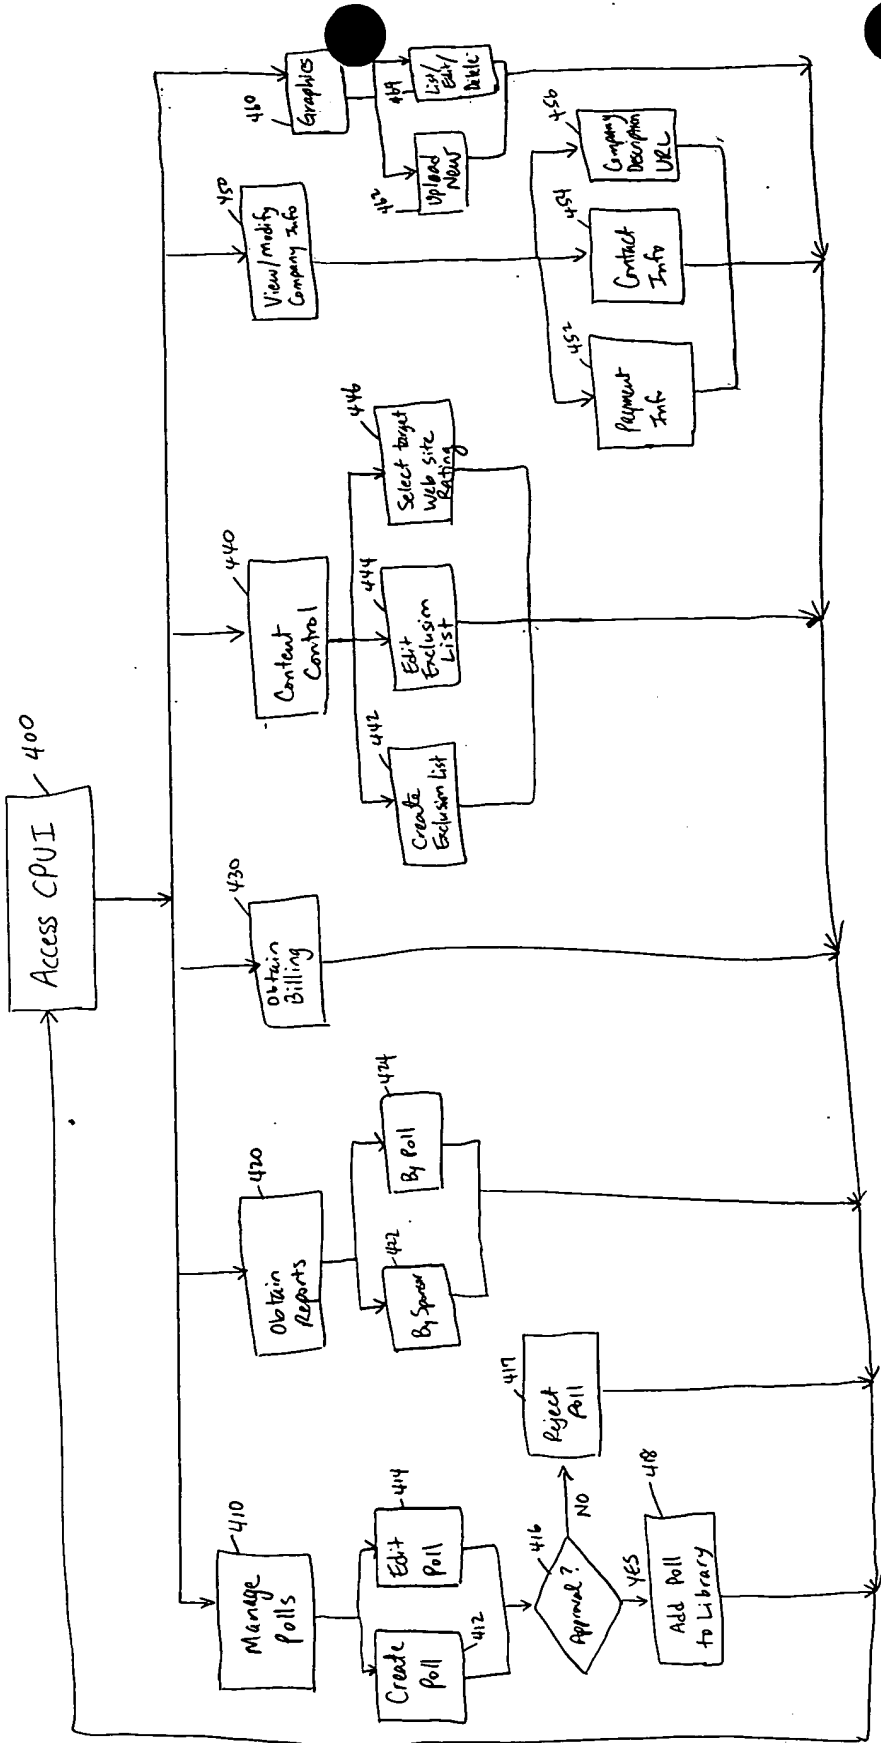 Access CPUI
400
Manage
Polls
410
Create
Poll
412
Edit
Poll
414
Approval?
416
NO
YES
Reject
Poll
417
Add Poll
to Library
418
Obtain
Reports
420
By Sponsor
422
By Poll
424
Obtain
Billing
430
Content
Control
440
Create
Exclusion List
442
Edit
Exclusion
List
444
Select target
Web site
Rating
446
View/Modify
Company Info
450
Payment
Info
452
Contact
Info
454
Company
Description
URL
456
Graphics
460
Upload
New
462
List/
Edit/
Delete
464